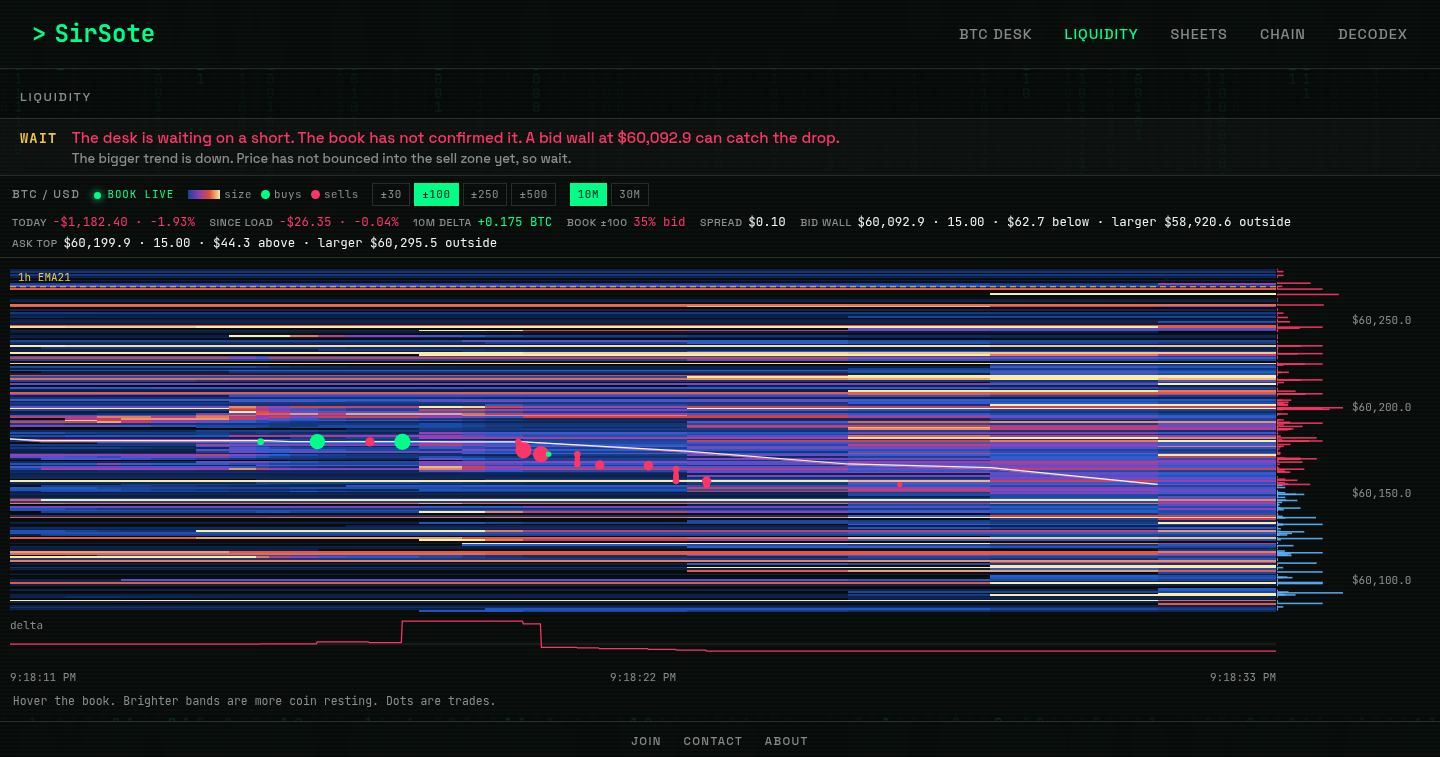 > SirSote
BTC DESK LIQUIDITY SHEETS CHAIN DECODEX
LIQUIDITY
WAIT The desk is waiting on a short. The book has not confirmed it. A bid wall at $60,092.9 can catch the drop.
The bigger trend is down. Price has not bounced into the sell zone yet, so wait.
BTC / USD BOOK LIVE size buys sells ±30 ±100 ±250 ±500 10M 30M
TODAY -$1,182.40 · -1.93% SINCE LOAD -$26.35 · -0.04% 10M DELTA +0.175 BTC BOOK ±100 35% bid SPREAD $0.10 BID WALL $60,092.9 · 15.00 · $62.7 below · larger $58,920.6 outside
ASK TOP $60,199.9 · 15.00 · $44.3 above · larger $60,295.5 outside
1h EMA21
$60,250.0
$60,200.0
$60,150.0
$60,100.0
delta
9:18:11 PM 9:18:22 PM 9:18:33 PM
Hover the book. Brighter bands are more coin resting. Dots are trades.
JOIN CONTACT ABOUT